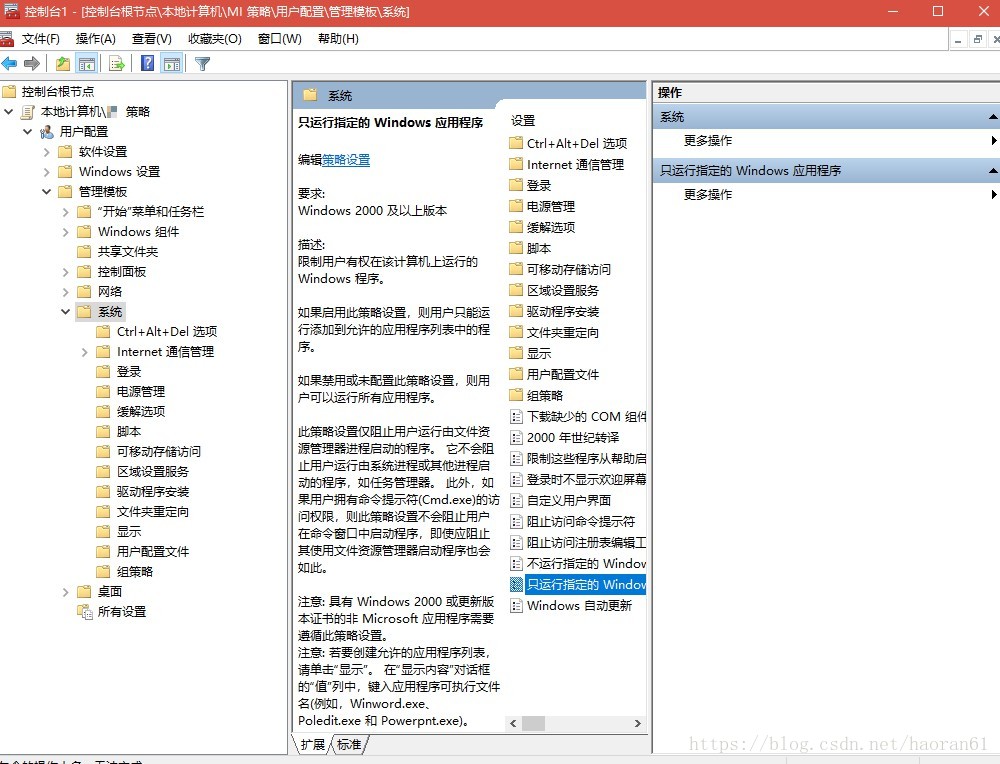 控制台1 - [控制台根节点\本地计算机\MI 策略\用户配置\管理模板\系统]
文件(F) 操作(A) 查看(V) 收藏夹(O) 窗口(W) 帮助(H)
控制台根节点
本地计算机\ 策略
用户配置
软件设置
Windows 设置
管理模板
“开始”菜单和任务栏
Windows 组件
共享文件夹
控制面板
网络
系统
Ctrl+Alt+Del 选项
Internet 通信管理
登录
电源管理
缓解选项
脚本
可移动存储访问
区域设置服务
驱动程序安装
文件夹重定向
显示
用户配置文件
组策略
桌面
所有设置
系统
只运行指定的 Windows 应用程序
编辑策略设置
要求:
Windows 2000 及以上版本
描述:
限制用户有权在该计算机上运行的
Windows 程序。
如果启用此策略设置，则用户只能运
行添加到允许的应用程序列表中的程
序。
如果禁用或未配置此策略设置，则用
户可以运行所有应用程序。
此策略设置仅阻止用户运行由文件资
源管理器进程启动的程序。 它不会阻
止用户运行由系统进程或其他进程启
动的程序，如任务管理器。 此外，如
果用户拥有命令提示符(Cmd.exe)的访
问权限，则此策略设置不会阻止用户
在命令窗口中启动程序，即使应阻止
其使用文件资源管理器启动程序也会
如此。
注意: 具有 Windows 2000 或更新版
本证书的非 Microsoft 应用程序需要
遵循此策略设置。
注意: 若要创建允许的应用程序列表，
请单击“显示”。 在“显示内容”对话框
的“值”列中，键入应用程序可执行文件
名(例如，Winword.exe、
Poledit.exe 和 Powerpnt.exe)。
设置
Ctrl+Alt+Del 选项
Internet 通信管理
登录
电源管理
缓解选项
脚本
可移动存储访问
区域设置服务
驱动程序安装
文件夹重定向
显示
用户配置文件
组策略
下载缺少的 COM 组件
2000 年世纪转译
限制这些程序从帮助启
登录时不显示欢迎屏幕
自定义用户界面
阻止访问命令提示符
阻止访问注册表编辑工
不运行指定的 Window
只运行指定的 Window
Windows 自动更新
扩展 标准
操作
系统
更多操作
只运行指定的 Windows 应用程序
更多操作
https://blog.csdn.net/haoran61